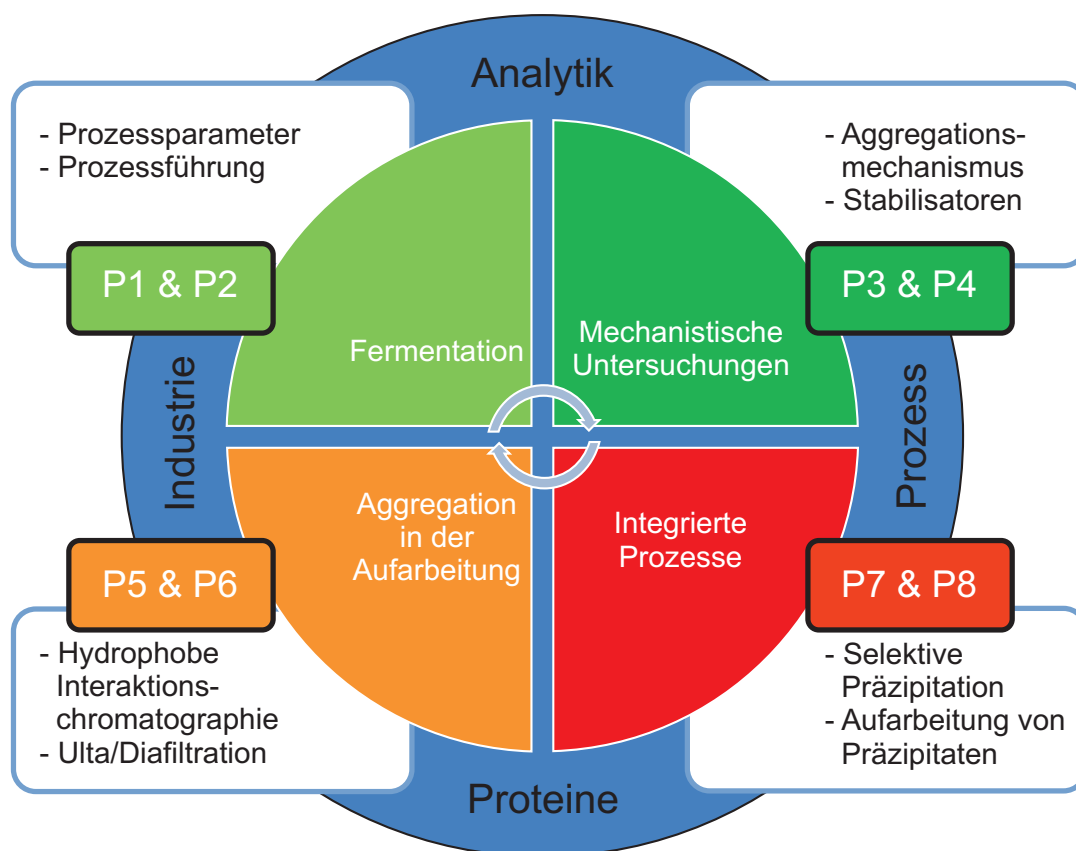 Analytik
- Prozessparameter
- Prozessführung
- Aggregations-
mechanismus
- Stabilisatoren
P1 & P2
P3 & P4
Fermentation
Mechanistische
Untersuchungen
Industrie
Prozess
Aggregation
in der
Aufarbeitung
Integrierte
Prozesse
P5 & P6
P7 & P8
- Hydrophobe
Interaktions-
chromatographie
- Ulta/Diafiltration
- Selektive
Präzipitation
- Aufarbeitung von
Präzipitaten
Proteine